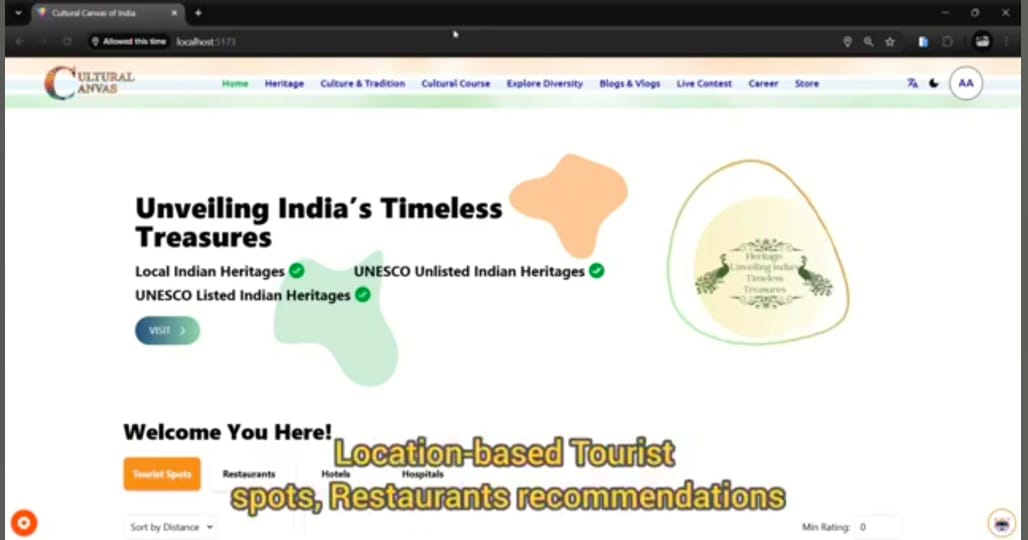 Cultural Canvas of India
Allowed this time localhost:5173
CULTURAL
CANVAS
Home Heritage Culture & Tradition Cultural Course Explore Diversity Blogs & Vlogs Live Contest Career Store
AA
Unveiling India's Timeless
Treasures
Local Indian Heritages UNESCO Unlisted Indian Heritages
UNESCO Listed Indian Heritages
VISIT
Heritage
Unveiling India's
Timeless
Treasures
Welcome You Here!
Location-based Tourist
Tourist Spots Restaurants Hotels Hospitals
spots, Restaurants recommendations
Sort by Distance Min Rating: 0